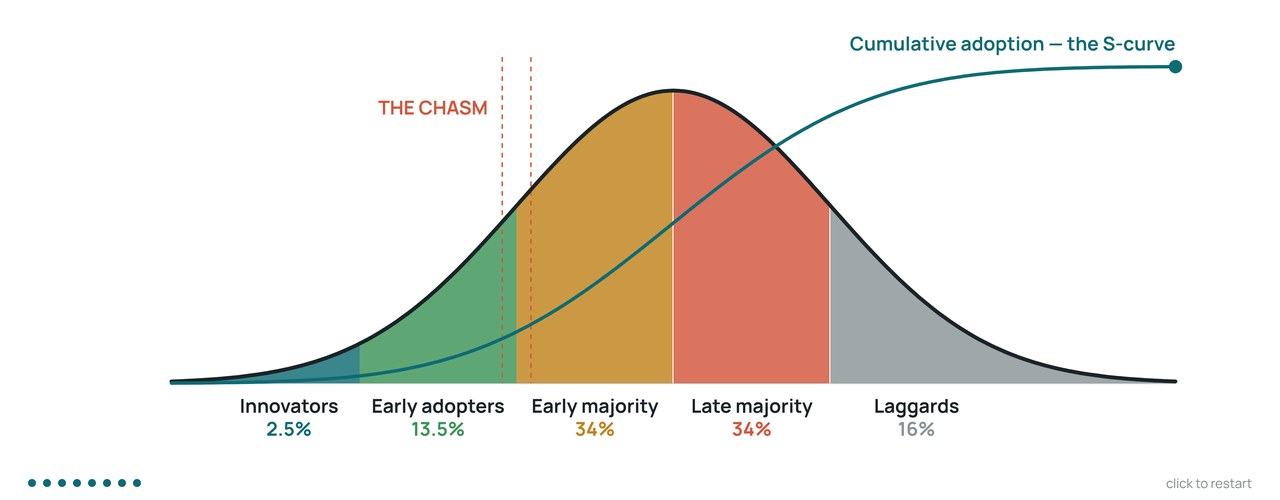 Cumulative adoption — the S-curve
THE CHASM
Innovators
2.5%
Early adopters
13.5%
Early majority
34%
Late majority
34%
Laggards
16%
click to restart